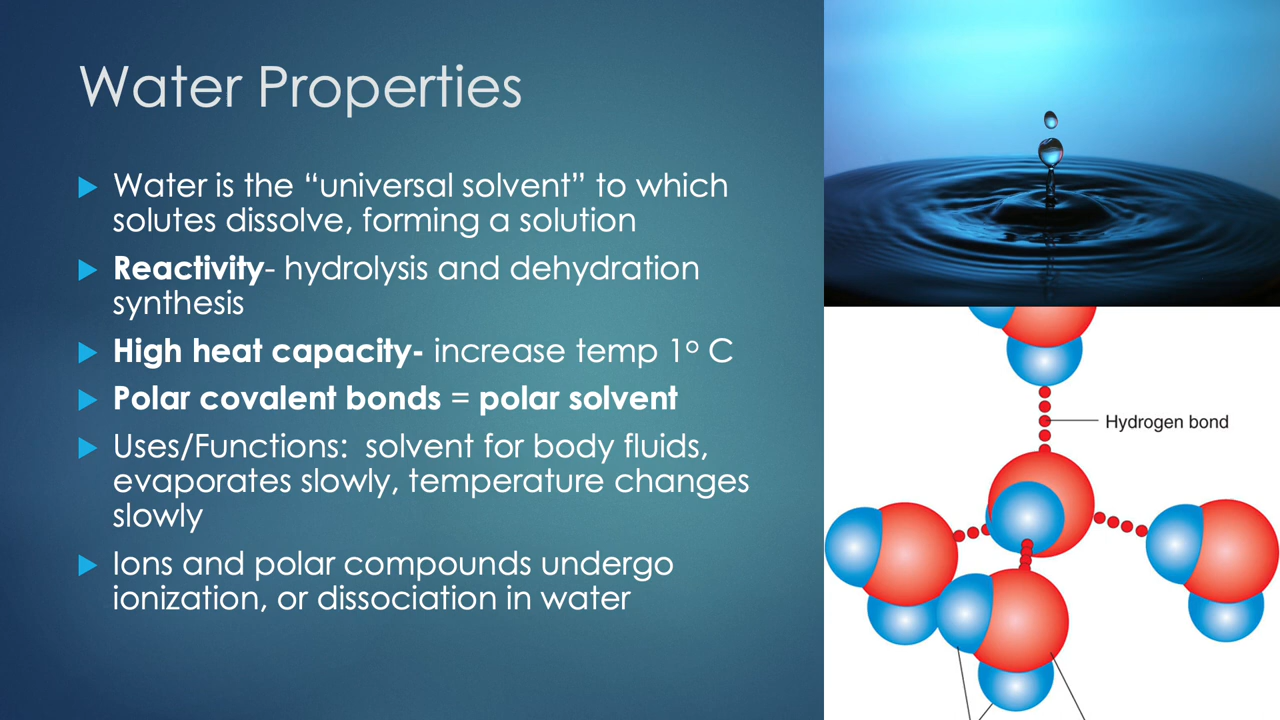 Water Properties
Water is the “universal solvent” to which
solutes dissolve, forming a solution
Reactivity- hydrolysis and dehydration
synthesis
High heat capacity- increase temp 1º C
Polar covalent bonds = polar solvent
Uses/Functions:  solvent for body fluids,
evaporates slowly, temperature changes
slowly
Ions and polar compounds undergo
ionization, or dissociation in water
Hydrogen bond